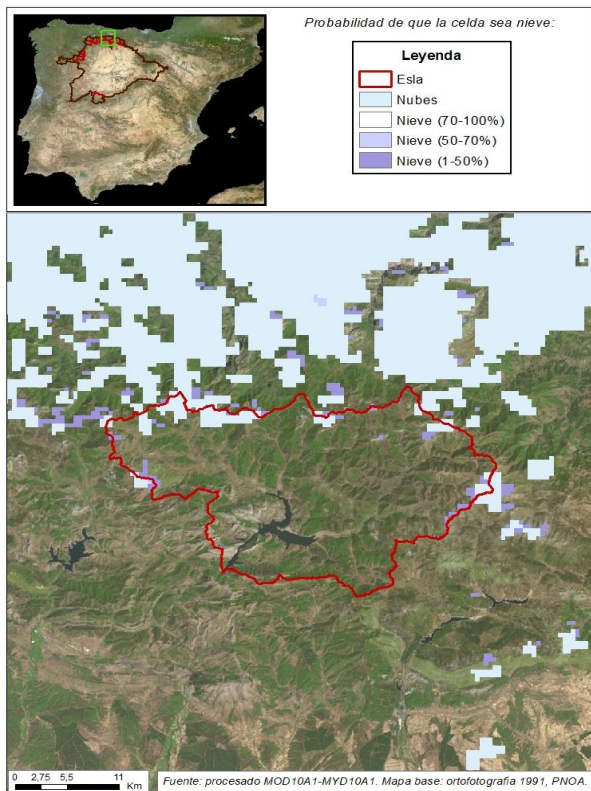 Probabilidad de que la celda sea nieve:
Leyenda
Esla
Nubes
Nieve (70-100%)
Nieve (50-70%)
Nieve (1-50%)
0 2,75 5,5 11
Km
Fuente: procesado MOD10A1-MYD10A1. Mapa base: ortofotografia 1991, PNOA.